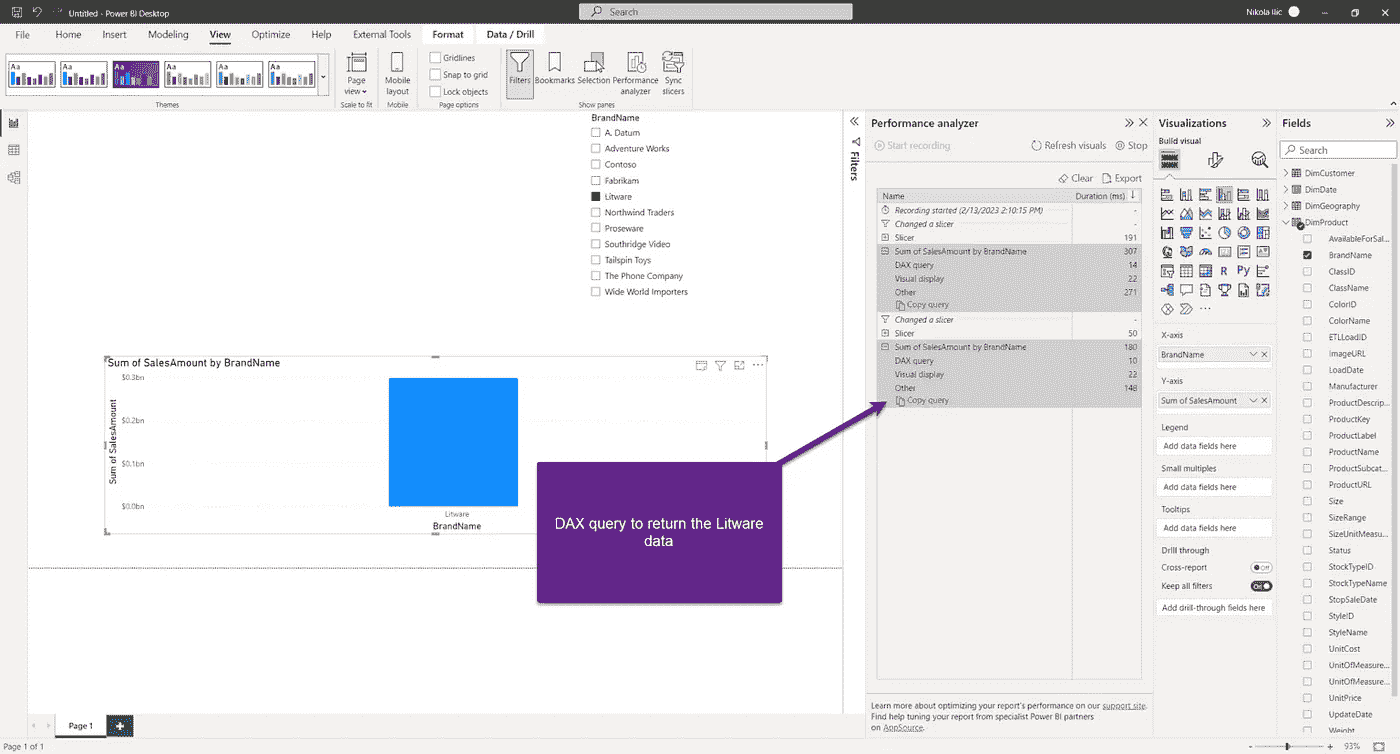 Untitled - Power BI Desktop
Search
Nikola Ilic
File Home Insert Modeling View Optimize Help External Tools Format Data / Drill
Aa Aa Aa Aa Aa Aa
Page view
Mobile layout
Gridlines
Snap to grid
Lock objects
Filters
Bookmarks
Selection
Performance analyzer
Sync slicers
Themes
Scale to fit
Mobile
Page options
Show panes
BrandName
A. Datum
Adventure Works
Contoso
Fabrikam
Litware
Northwind Traders
Proseware
Southridge Video
Tailspin Toys
The Phone Company
Wide World Importers
Sum of SalesAmount by BrandName
Sum of SalesAmount
$0.3bn
$0.2bn
$0.1bn
$0.0bn
Litware
BrandName
DAX query to return the Litware
data
Filters
Performance analyzer
Start recording
Refresh visuals
Stop
Clear
Export
Name Duration (ms)
Recording started (2/13/2023 2:10:15 PM) -
Changed a slicer -
Slicer 191
Sum of SalesAmount by BrandName 307
DAX query 14
Visual display 22
Other 271
Copy query
Changed a slicer -
Slicer 50
Sum of SalesAmount by BrandName 180
DAX query 10
Visual display 22
Other 148
Copy query
Learn more about optimizing your report's performance on our support site.
Find help tuning your report from specialist Power BI partners
on AppSource.
Visualizations
Build visual
R Py
X-axis
BrandName
Y-axis
Sum of SalesAmount
Legend
Add data fields here
Small multiples
Add data fields here
Tooltips
Add data fields here
Drill through
Cross-report
Off
Keep all filters
On
Add drill-through fields here
Fields
Search
DimCustomer
DimDate
DimGeography
DimProduct
AvailableForSal...
BrandName
ClassID
ClassName
ColorID
ColorName
ETLLoadID
ImageURL
LoadDate
Manufacturer
ProductDescrip...
ProductKey
ProductLabel
ProductName
ProductSubcat...
ProductURL
Size
SizeRange
SizeUnitMeasu...
Status
StockTypeID
StockTypeName
StopSaleDate
StyleID
StyleName
UnitCost
UnitOfMeasure...
UnitOfMeasure...
UnitPrice
UpdateDate
Weight
Page 1
Page 1 of 1
93%